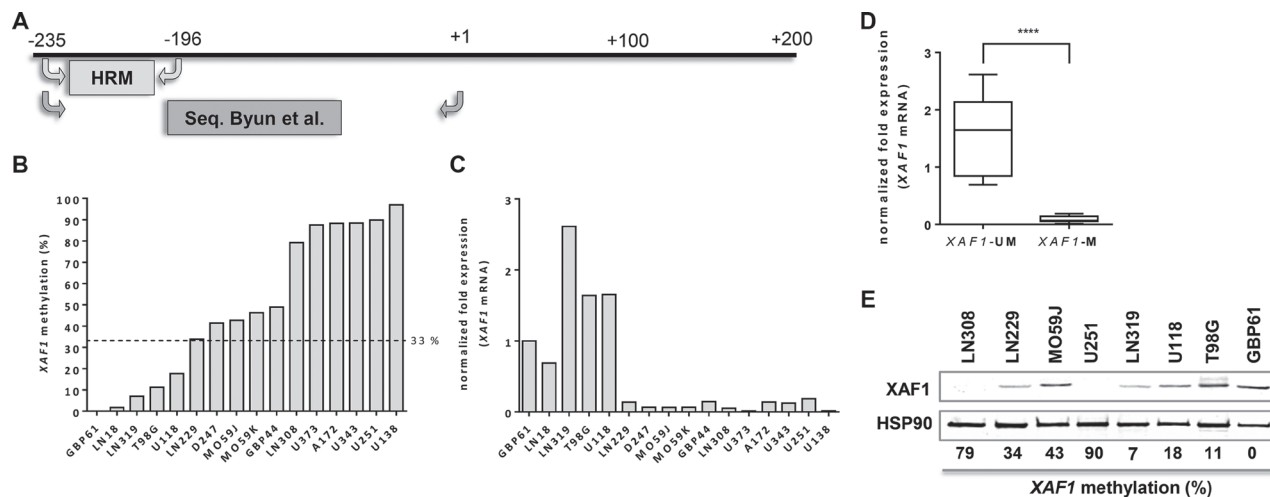 A
-235
-196
+1
+100
+200
HRM
Seq. Byun et al.
B
XAF1 methylation (%)
100
90
80
70
60
50
40
30
20
10
0
33 %
GBP61
LN18
LN319
T98G
U118
LN229
D247
MO59J
MO59K
GBP44
LN308
U373
A172
U343
U251
U138
C
normalized fold expression
(XAF1 mRNA)
3
2
1
0
GBP61
LN18
LN319
T98G
U118
LN229
D247
MO59J
MO59K
GBP44
LN308
U373
A172
U343
U251
U138
D
normalized fold expression
(XAF1 mRNA)
3
2
1
0
****
XAF1-UM
XAF1-M
E
LN308
LN229
MO59J
U251
LN319
U118
T98G
GBP61
XAF1
HSP90
79 34 43 90 7 18 11 0
XAF1 methylation (%)